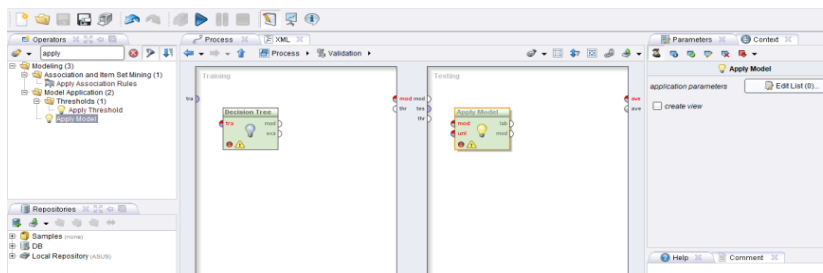 Operators
Process
XML
Parameters
Context
apply
Process
Validation
Modeling (3)
Association and Item Set Mining (1)
Apply Association Rules
Model Application (2)
Thresholds (1)
Apply Threshold
Apply Model
Training
tra
Decision Tree
tra
mod
exa
mod
thr
Testing
mod
tes
thr
Apply Model
mod
unl
lab
mod
ave
ave
Apply Model
application parameters
Edit List (0)...
create view
Repositories
Samples (none)
DB
Local Repository (ASUS)
Help
Comment